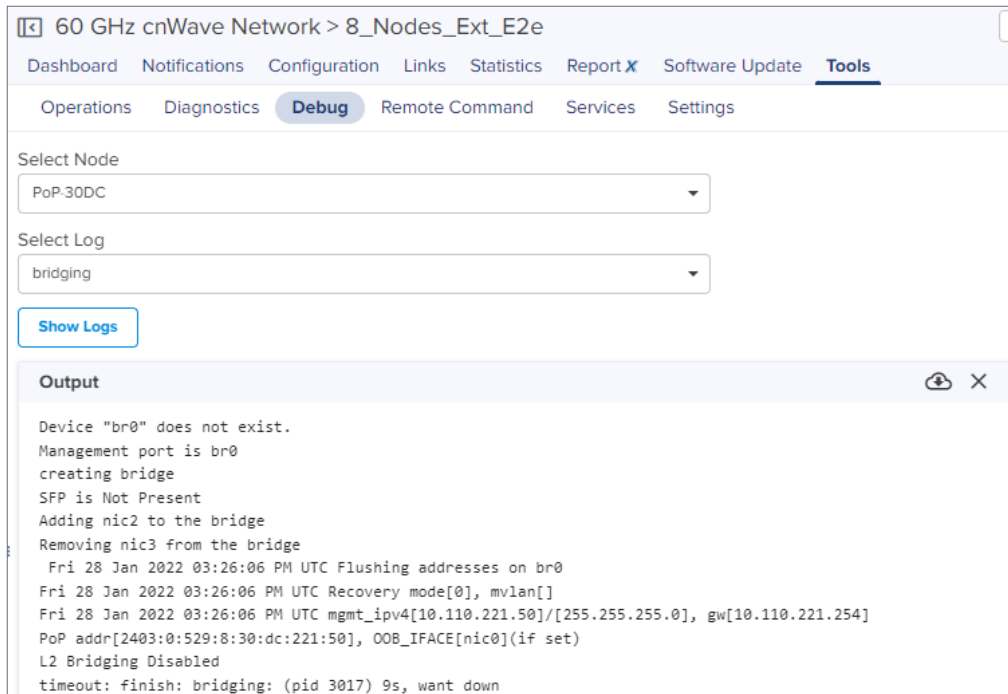 60 GHz cnWave Network > 8_Nodes_Ext_E2e
Dashboard Notifications Configuration Links Statistics Report X Software Update Tools
Operations Diagnostics Debug Remote Command Services Settings
Select Node
PoP-30DC
Select Log
bridging
Show Logs
Output
Device "br0" does not exist.
Management port is br0
creating bridge
SFP is Not Present
Adding nic2 to the bridge
Removing nic3 from the bridge
Fri 28 Jan 2022 03:26:06 PM UTC Flushing addresses on br0
Fri 28 Jan 2022 03:26:06 PM UTC Recovery mode[0], mvlan[]
Fri 28 Jan 2022 03:26:06 PM UTC mgmt_ipv4[10.110.221.50]/[255.255.255.0], gw[10.110.221.254]
PoP addr[2403:0:529:8:30:dc:221:50], OOB_IFACE[nic0](if set)
L2 Bridging Disabled
timeout: finish: bridging: (pid 3017) 9s, want down